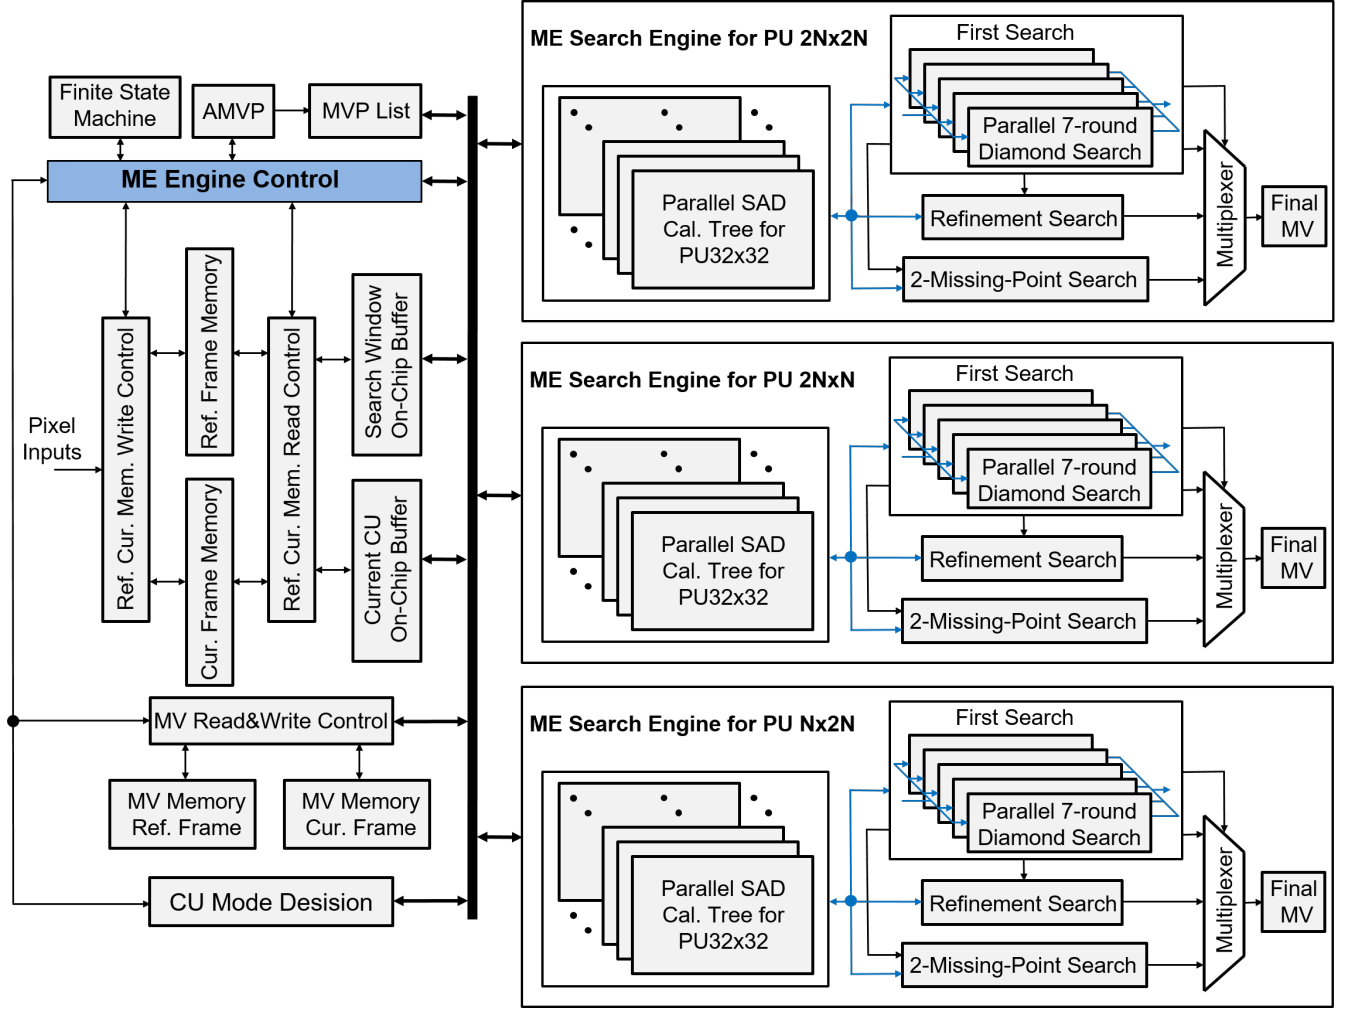 Finite State
Machine
AMVP
MVP List
ME Engine Control
Pixel
Inputs
Ref. Cur. Mem. Write Control
Ref. Frame Memory
Cur. Frame Memory
Ref. Cur. Mem. Read Control
Search Window
On-Chip Buffer
Current CU
On-Chip Buffer
MV Read&Write Control
MV Memory
Ref. Frame
MV Memory
Cur. Frame
CU Mode Desision
ME Search Engine for PU 2Nx2N
Parallel SAD
Cal. Tree for
PU32x32
First Search
Parallel 7-round
Diamond Search
Refinement Search
2-Missing-Point Search
Multiplexer
Final
MV
ME Search Engine for PU 2NxN
Parallel SAD
Cal. Tree for
PU32x32
First Search
Parallel 7-round
Diamond Search
Refinement Search
2-Missing-Point Search
Multiplexer
Final
MV
ME Search Engine for PU Nx2N
Parallel SAD
Cal. Tree for
PU32x32
First Search
Parallel 7-round
Diamond Search
Refinement Search
2-Missing-Point Search
Multiplexer
Final
MV